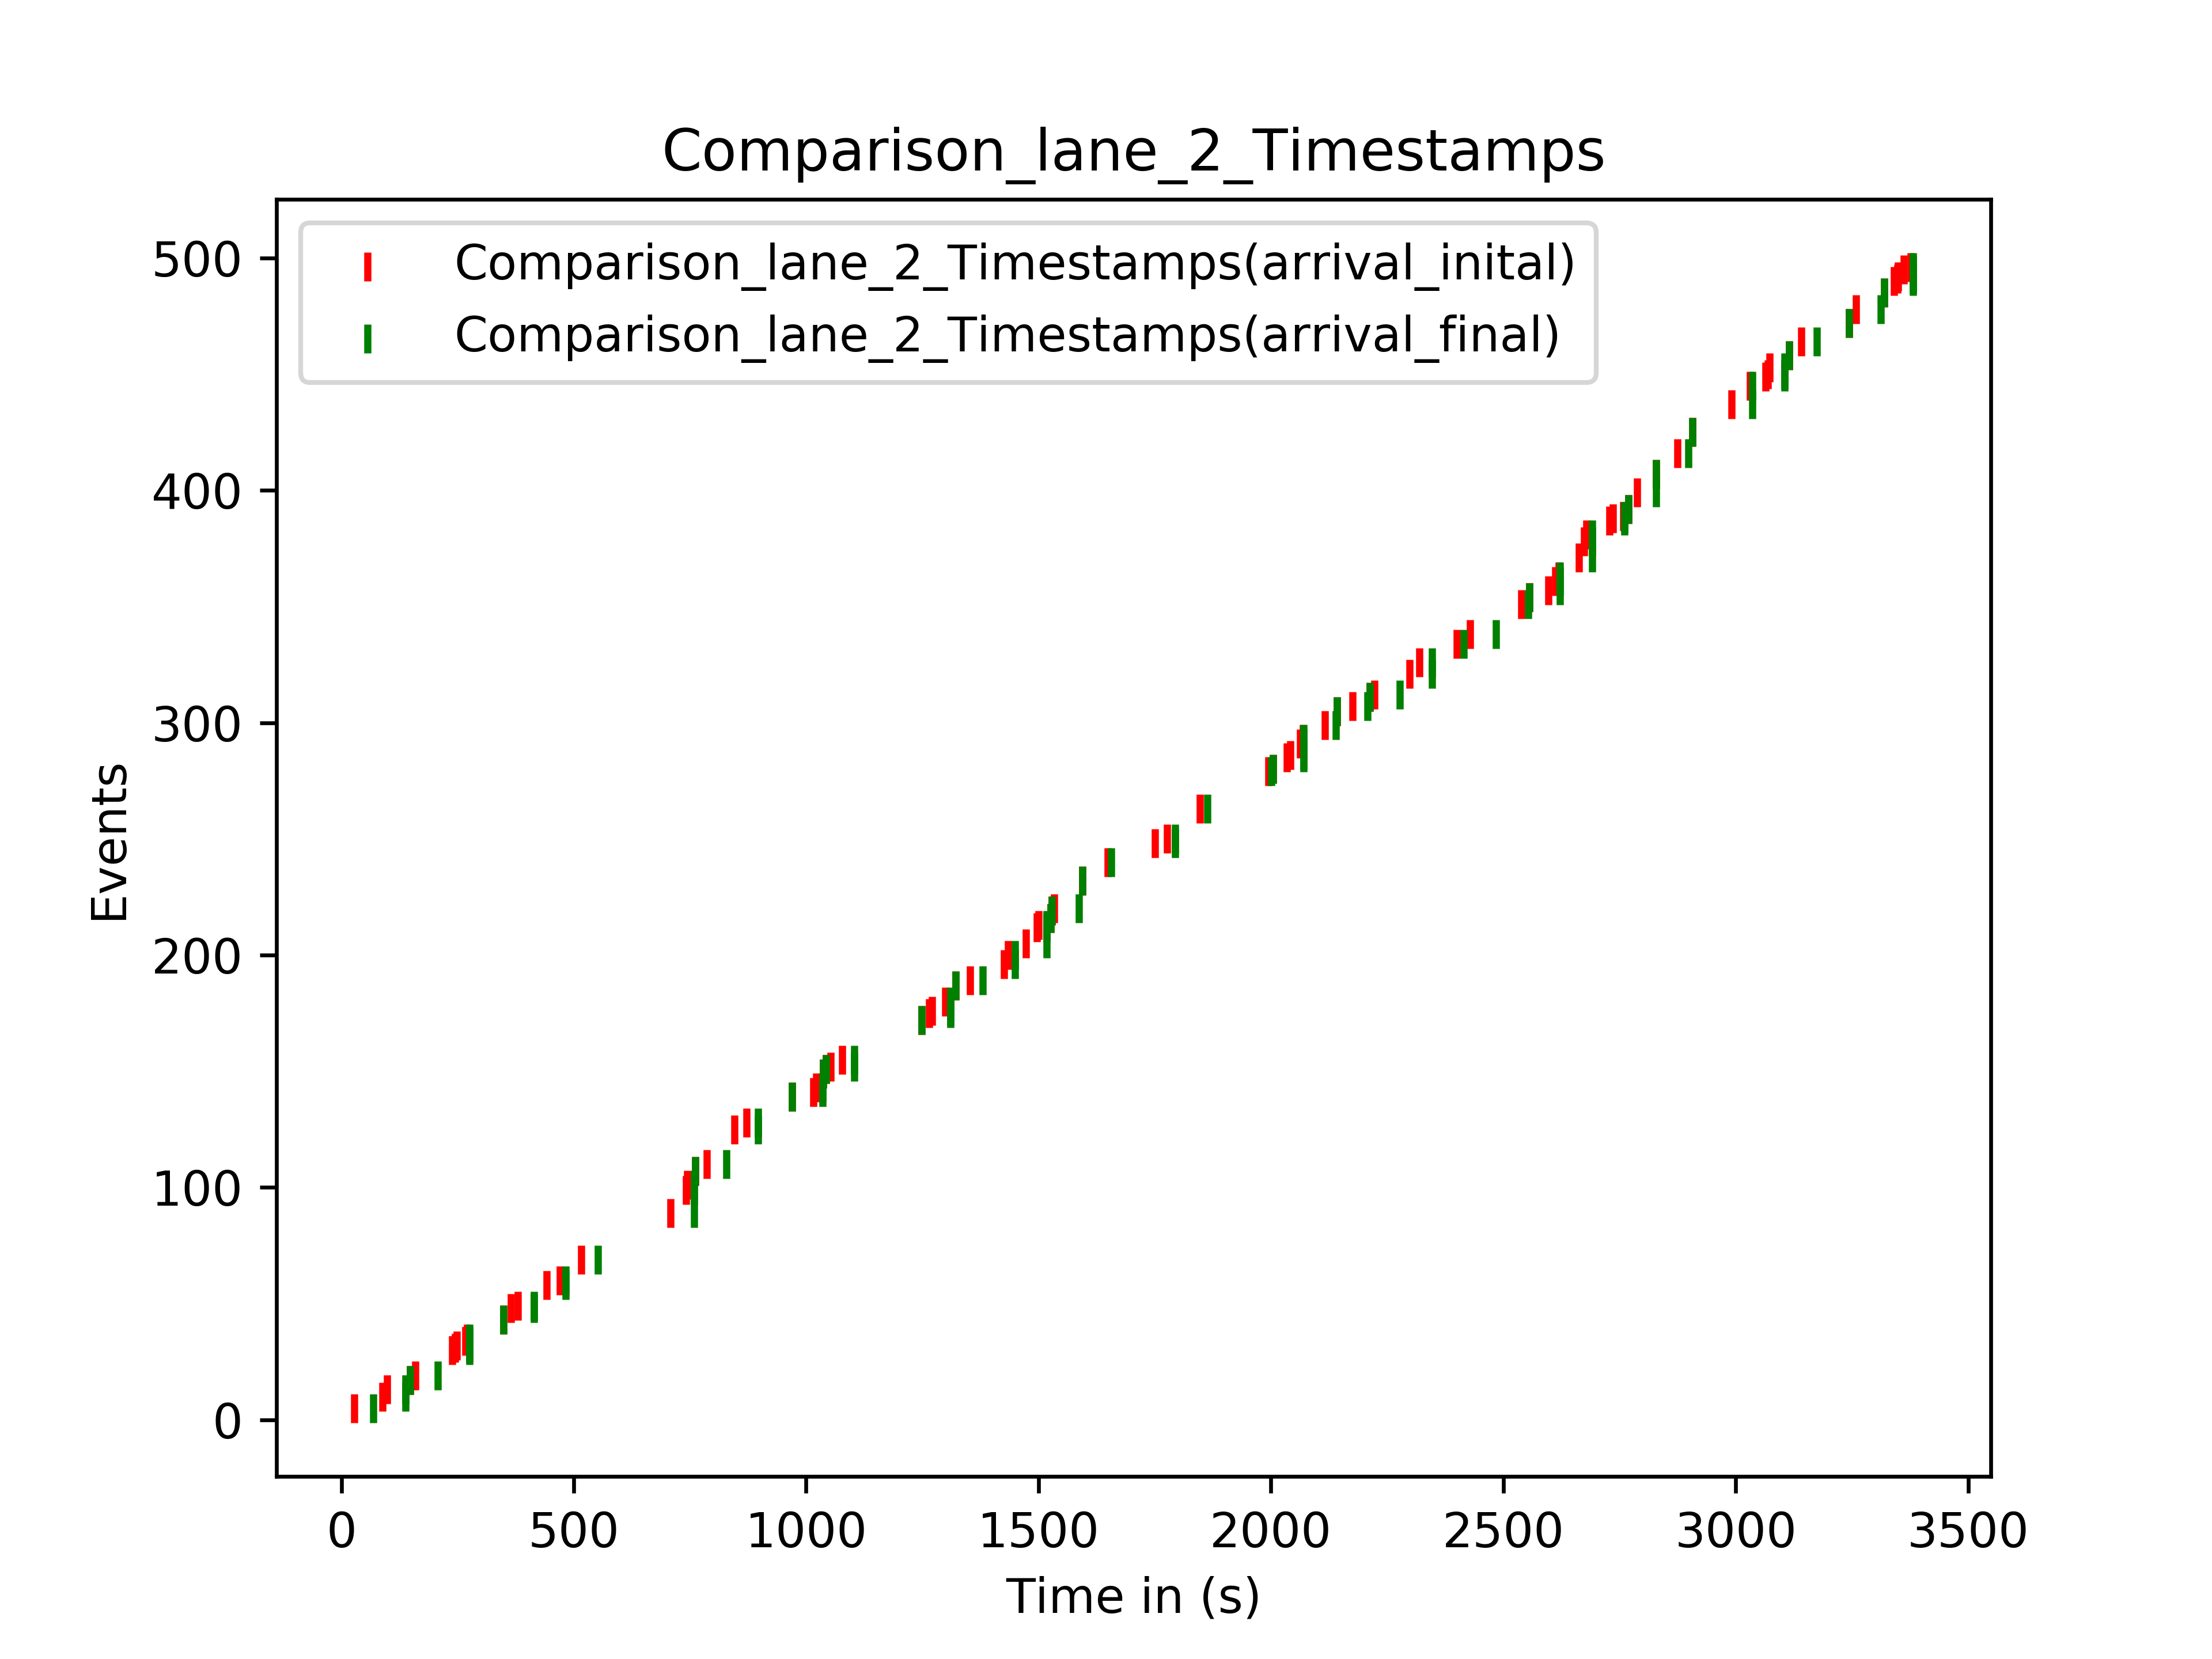 Comparison_lane_2_Timestamps
Comparison_lane_2_Timestamps(arrival_inital)
Comparison_lane_2_Timestamps(arrival_final)
500
400
300
200
100
0
Events
0 500 1000 1500 2000 2500 3000 3500
Time in (s)